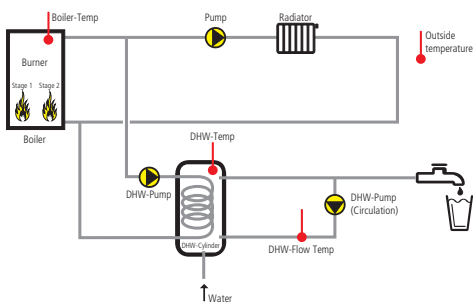 Boiler-Temp
Pump
Radiator
Outside
temperature
Burner
Stage 1 Stage 2
Boiler
DHW-Temp
DHW-Pump
DHW-Pump
(Circulation)
DHW-Cylinder
DHW-Flow Temp
Water